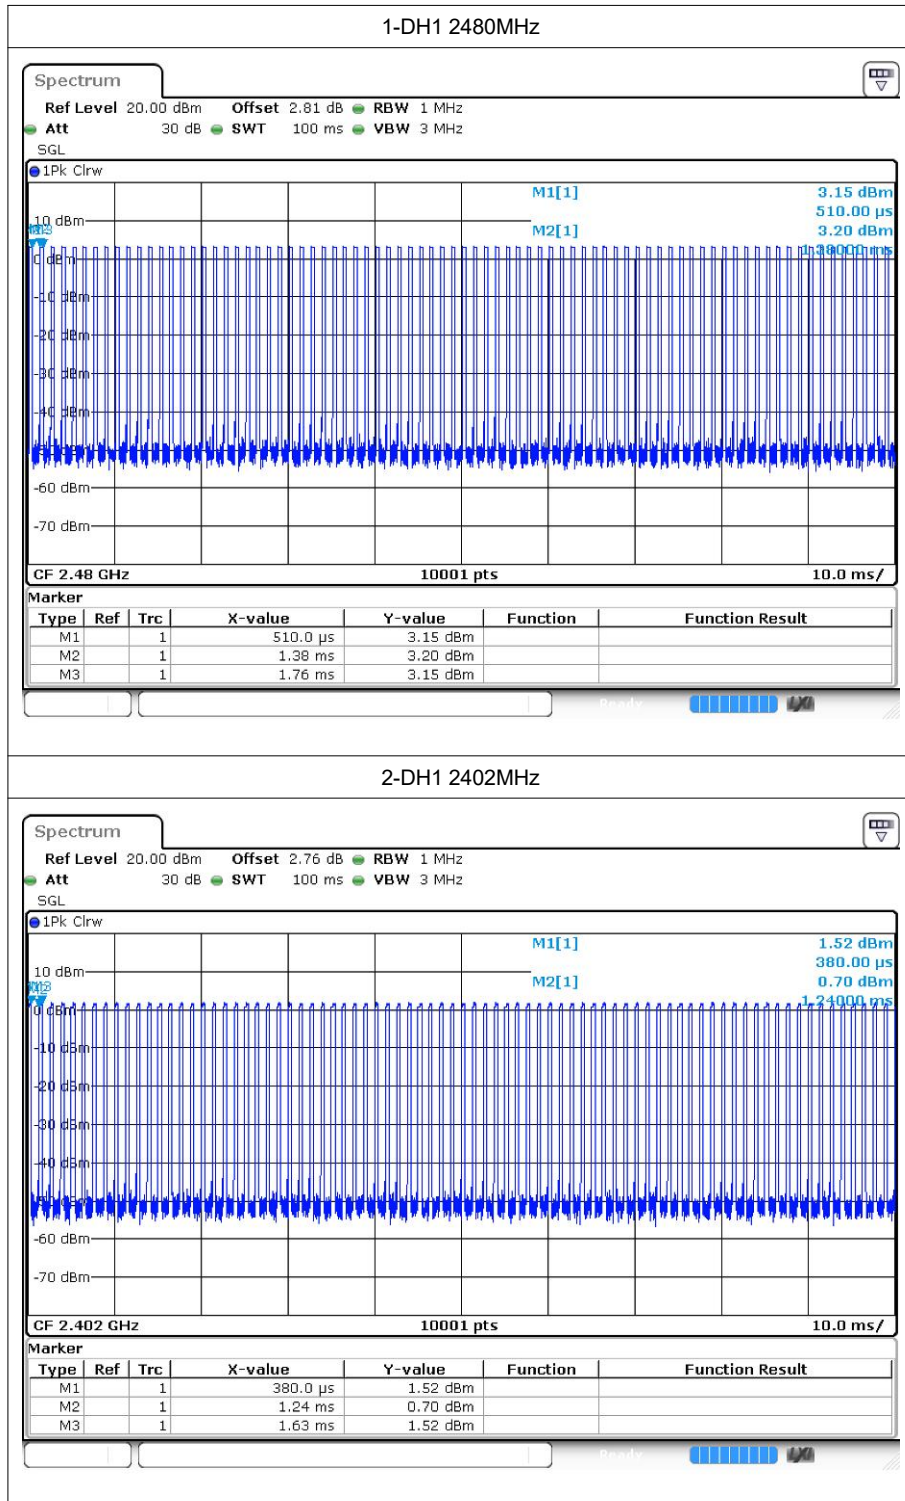 1-DH1 2480MHz
Spectrum
Ref Level 20.00 dBm Offset 2.81 dB RBW 1 MHz
Att 30 dB SWT 100 ms VBW 3 MHz
SGL
1Pk Clrw
M1[1] 3.15 dBm
510.00 µs
10 dBm
M2[1] 3.20 dBm
1.38000 ms
0 dBm
-10 dBm
-20 dBm
-30 dBm
-40 dBm
-60 dBm
-70 dBm
CF 2.48 GHz 10001 pts 10.0 ms/
Marker
Type Ref Trc X-value Y-value Function Function Result
M1 1 510.0 µs 3.15 dBm
M2 1 1.38 ms 3.20 dBm
M3 1 1.76 ms 3.15 dBm
Ready LXI
2-DH1 2402MHz
Spectrum
Ref Level 20.00 dBm Offset 2.76 dB RBW 1 MHz
Att 30 dB SWT 100 ms VBW 3 MHz
SGL
1Pk Clrw
M1[1] 1.52 dBm
380.00 µs
10 dBm
M2[1] 0.70 dBm
1.24000 ms
0 dBm
-10 dBm
-20 dBm
-30 dBm
-40 dBm
-60 dBm
-70 dBm
CF 2.402 GHz 10001 pts 10.0 ms/
Marker
Type Ref Trc X-value Y-value Function Function Result
M1 1 380.0 µs 1.52 dBm
M2 1 1.24 ms 0.70 dBm
M3 1 1.63 ms 1.52 dBm
Ready LXI